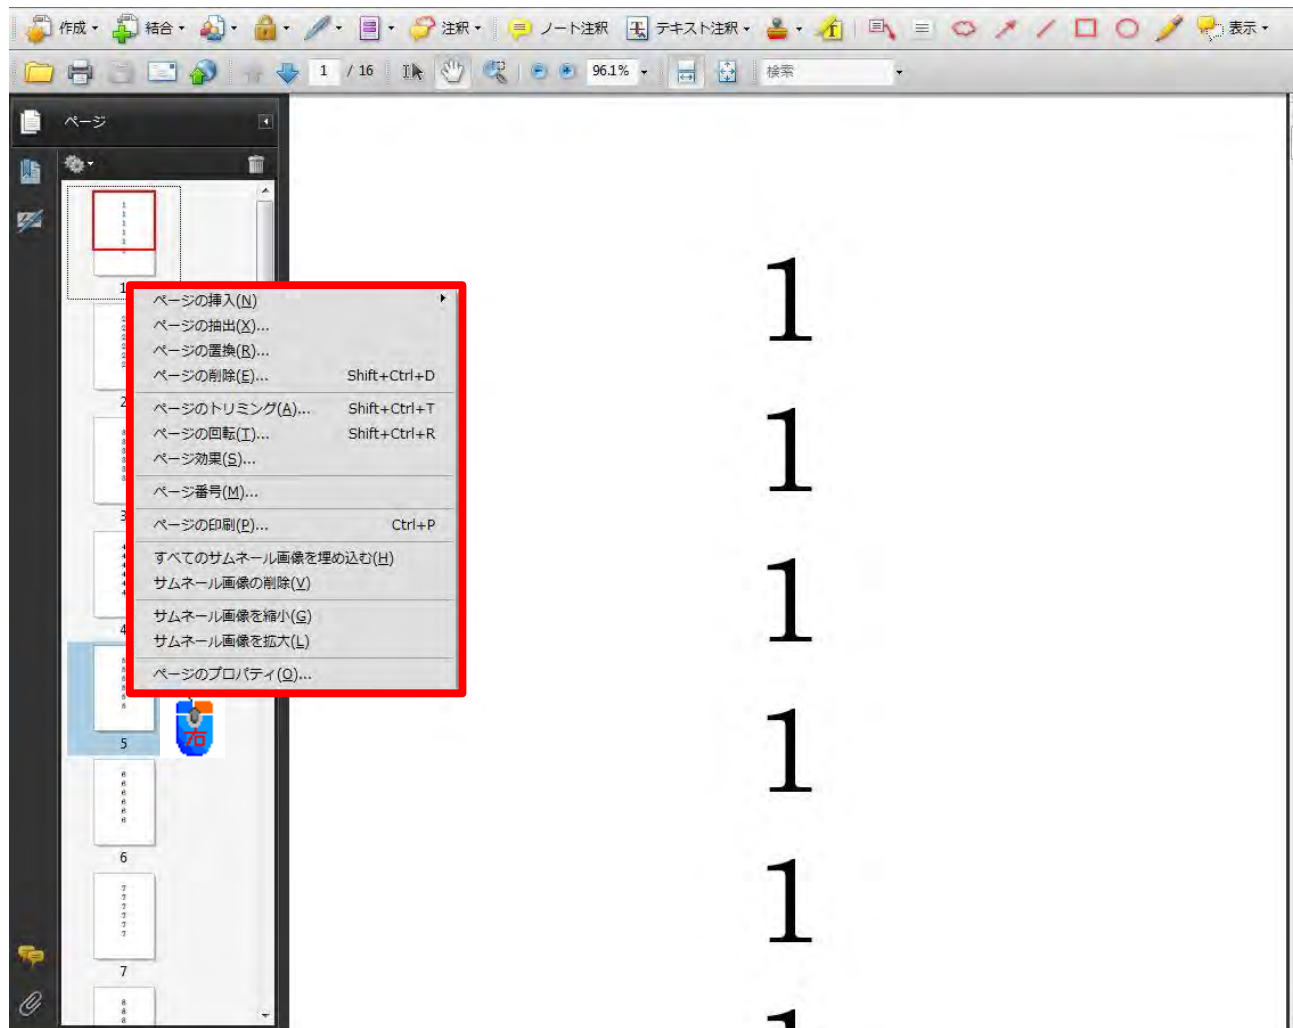 作成 結合 注釈 ノート注釈 テキスト注釈 表示
1 / 16 96.1% 検索
ページ
1
1
1
1
1
1
ページの挿入(N)
ページの抽出(X)...
ページの置換(R)...
ページの削除(E)... Shift+Ctrl+D
2
ページのトリミング(A)... Shift+Ctrl+T
ページの回転(T)... Shift+Ctrl+R
ページ効果(S)...
ページ番号(M)...
3
ページの印刷(P)... Ctrl+P
すべてのサムネール画像を埋め込む(H)
サムネール画像の削除(V)
サムネール画像を縮小(G)
4
サムネール画像を拡大(L)
ページのプロパティ(O)...
右
5
6
7
1
1
1
1
1